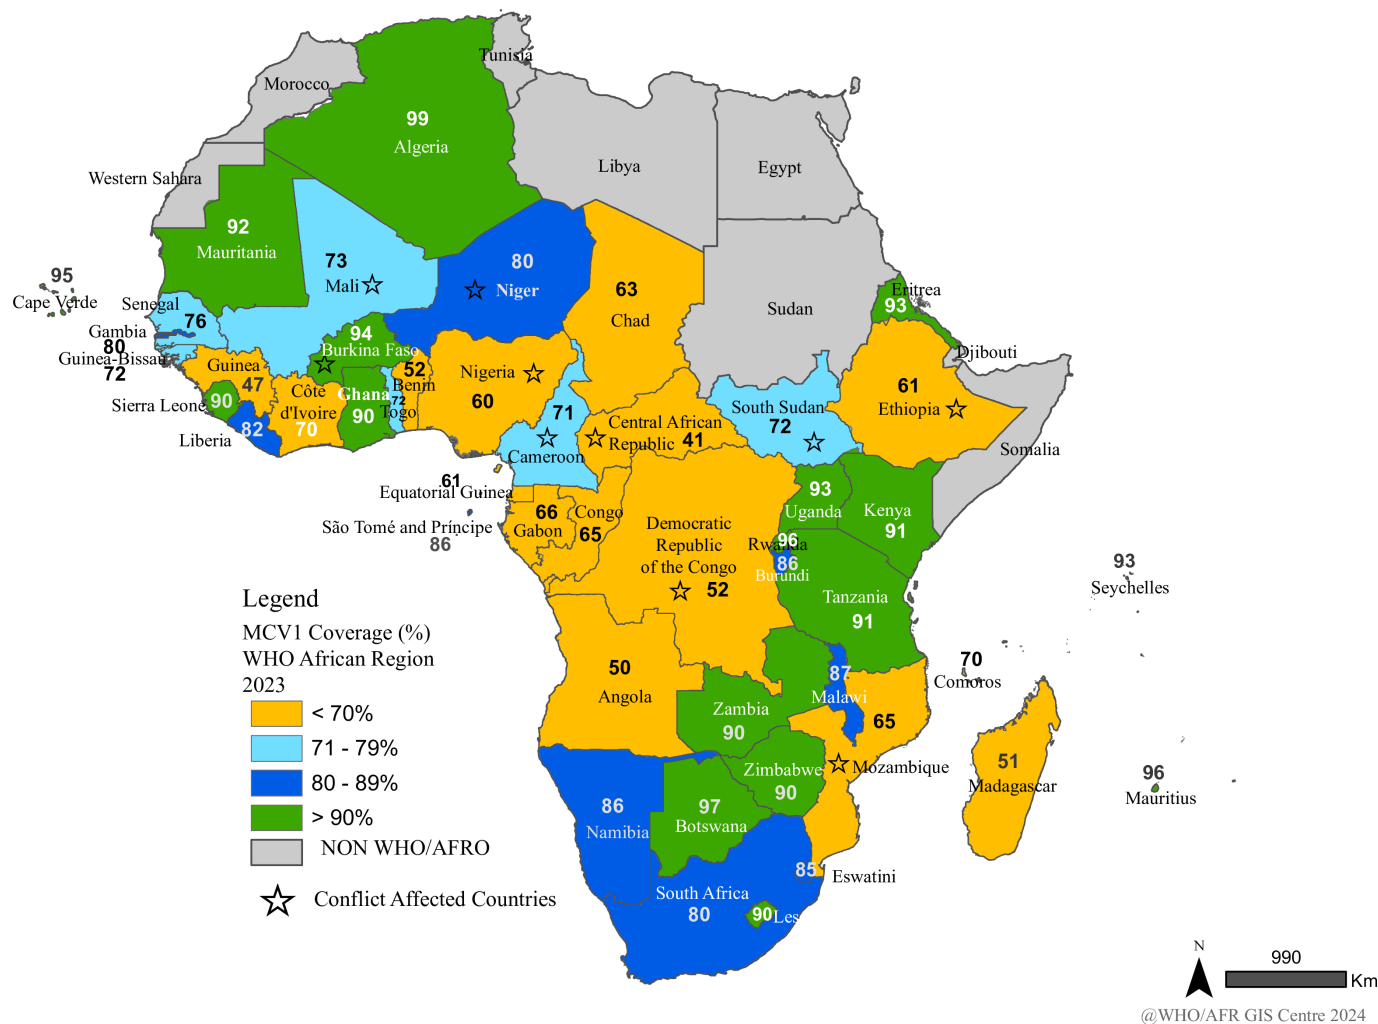 Tunisia
Morocco
99
Algeria
Libya
Egypt
Western Sahara
92
Mauritania
73
Mali
80
Niger
63
Chad
Sudan
95
Cape Verde
Senegal
76
Gambia
80
Guinea-Bissau
72
Eritrea
93
Djibouti
94
Burkina Faso
Guinea
47
Sierra Leone
90
Liberia
82
Côte
d'Ivoire
70
Ghana
90
52
Benin
72
Togo
Nigeria
60
71
Cameroon
Central African
Republic
41
South Sudan
72
61
Ethiopia
Somalia
61
Equatorial Guinea
São Tomé and Príncipe
86
66
Gabon
Congo
65
Democratic
Republic
of the Congo
52
93
Uganda
Kenya
91
96
Rwanda
86
Burundi
Tanzania
91
93
Seychelles
50
Angola
87
Malawi
70
Comoros
Zambia
90
65
Mozambique
Zimbabwe
90
51
Madagascar
96
Mauritius
86
Namibia
97
Botswana
85
Eswatini
South Africa
80
90
Les
Legend
MCV1 Coverage (%)
WHO African Region
2023
< 70%
71 - 79%
80 - 89%
> 90%
NON WHO/AFRO
Conflict Affected Countries
N
990
Km
@WHO/AFR GIS Centre 2024